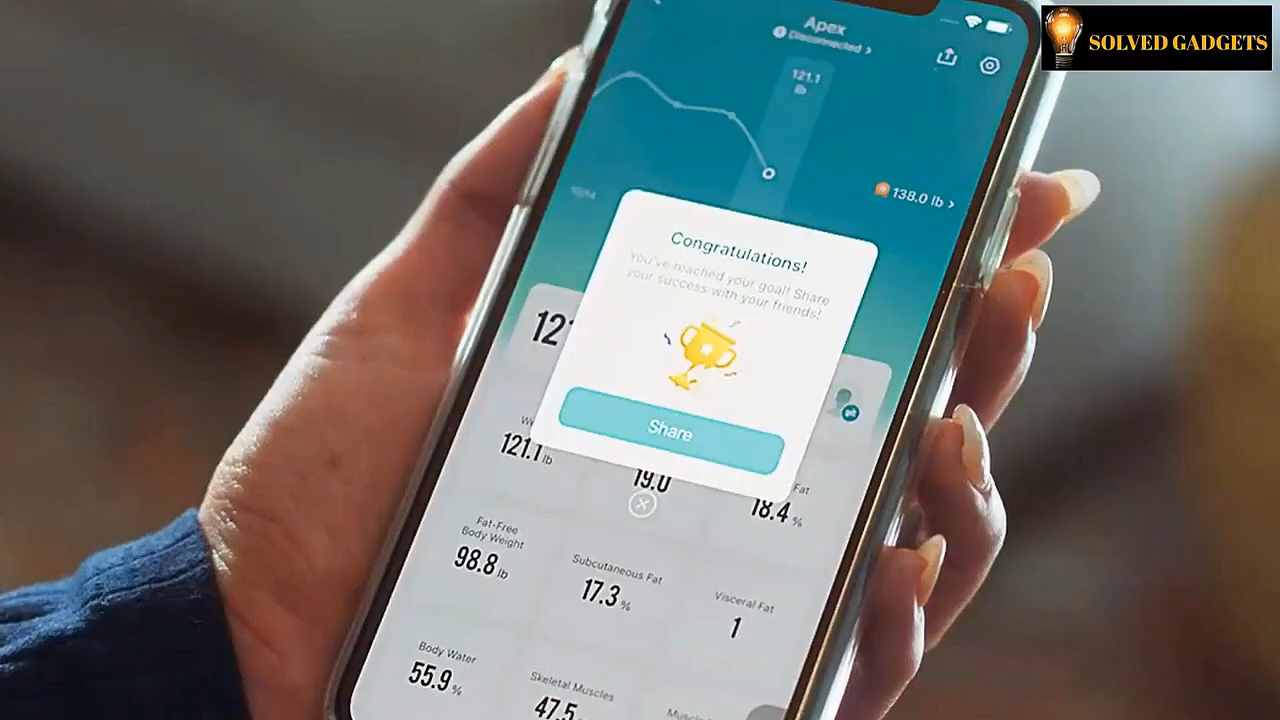 SOLVED GADGETS
Apex
Disconnected >
121.1
lb
138.0 lb >
Congratulations!
You've reached your goal! Share
your success with your friends!
Share
121.1 lb
19.0
Fat
18.4 %
Fat-Free
Body Weight
98.8 lb
Subcutaneous Fat
17.3 %
Visceral Fat
1
Body Water
55.9 %
Skeletal Muscles
47.5